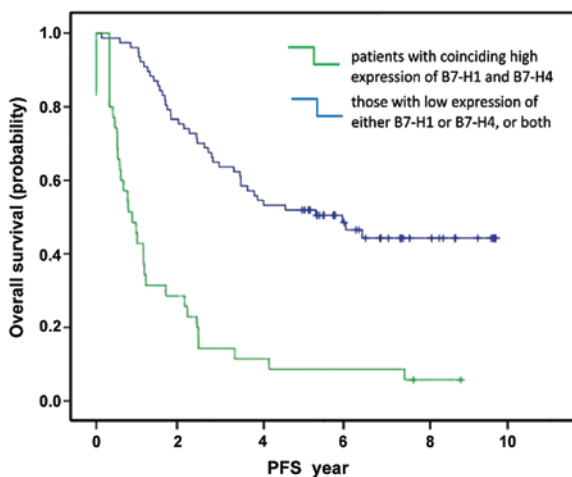 patients with coinciding high
expression of B7-H1 and B7-H4
those with low expression of
either B7-H1 or B7-H4, or both
Overall survival (probability)
1.0
0.8
0.6
0.4
0.2
0.0
0 2 4 6 8 10
PFS year